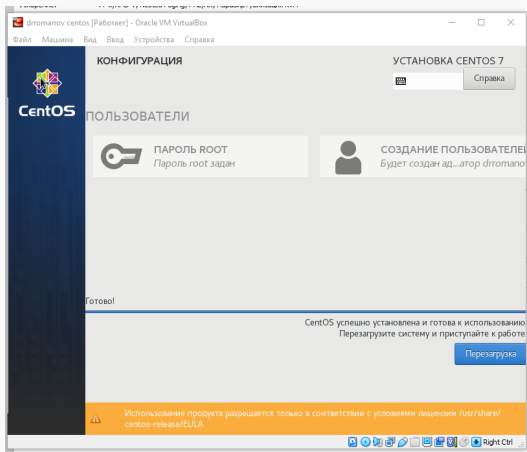 drromanov centos [Работает] - Oracle VM VirtualBox
Файл Машина Вид Ввод Устройства Справка
КОНФИГУРАЦИЯ
УСТАНОВКА CENTOS 7
Справка
CentOS
ПОЛЬЗОВАТЕЛИ
ПАРОЛЬ ROOT
Пароль root задан
СОЗДАНИЕ ПОЛЬЗОВАТЕЛЕЙ
Будет создан ад...атор drromano
Готово!
CentOS успешно установлена и готова к использованию
Перезагрузите систему и приступайте к работе
Перезагрузка
Использование продукта разрешается только в соответствии с условиями лицензии /usr/share/
centos-release/EULA
Right Ctrl